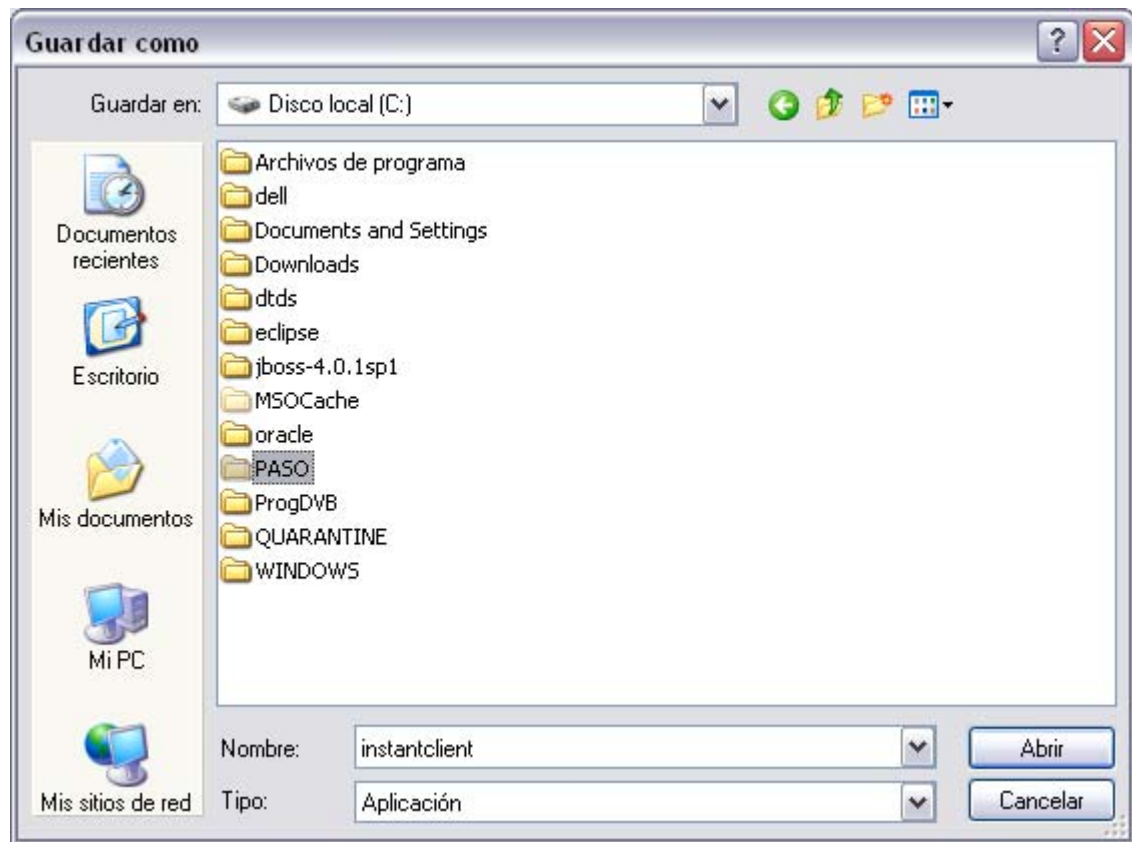 Guardar como
Guardar en: Disco local (C:)
Archivos de programa
dell
Documents and Settings
Downloads
dtds
eclipse
jboss-4.0.1sp1
MSOCache
oracle
PASO
ProgDVB
QUARANTINE
WINDOWS
Documentos
recientes
Escritorio
Mis documentos
Mi PC
Mis sitios de red
Nombre: instantclient Abrir
Tipo: Aplicación Cancelar